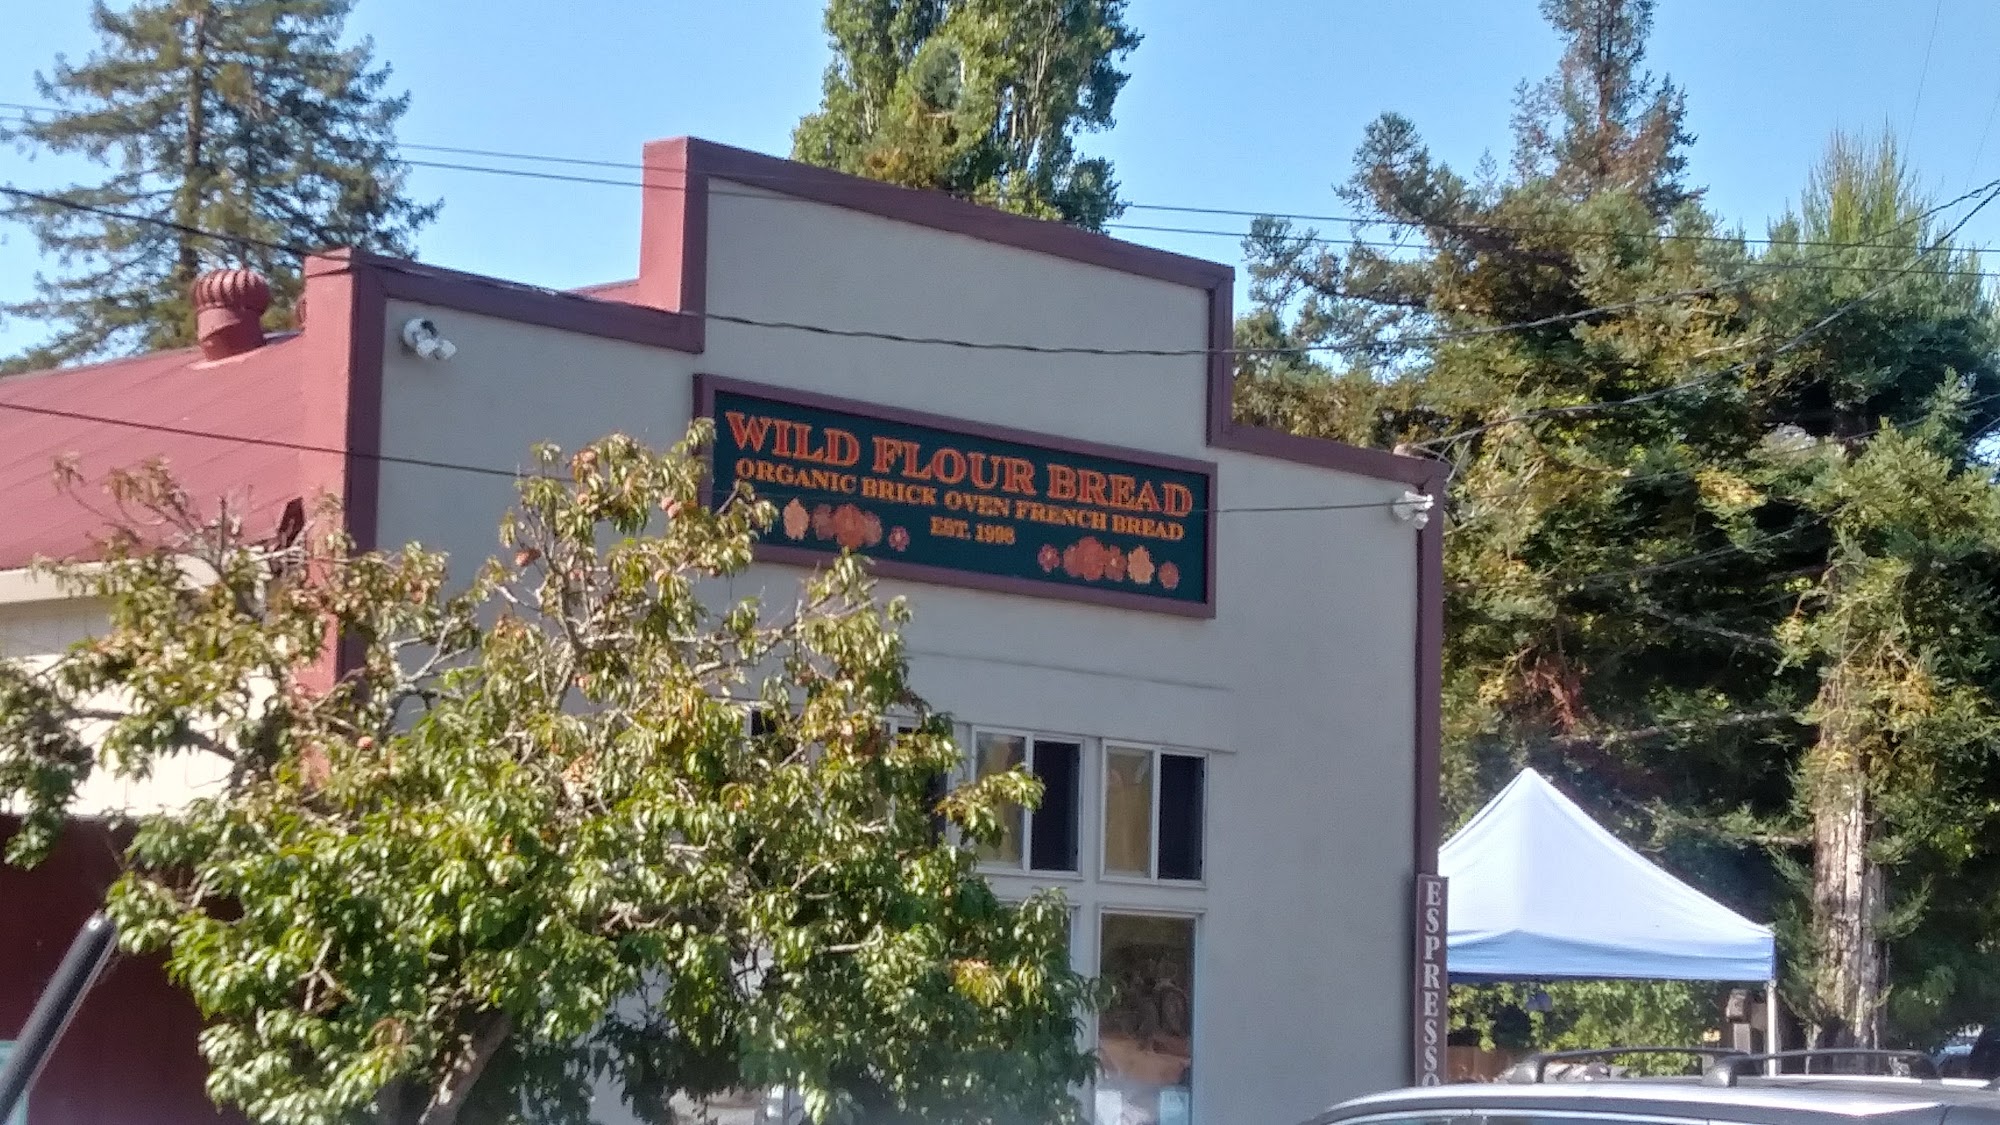 WILD FLOUR BREAD
ORGANIC BRICK OVEN FRENCH BREAD
EST. 1998
ESPRESSO